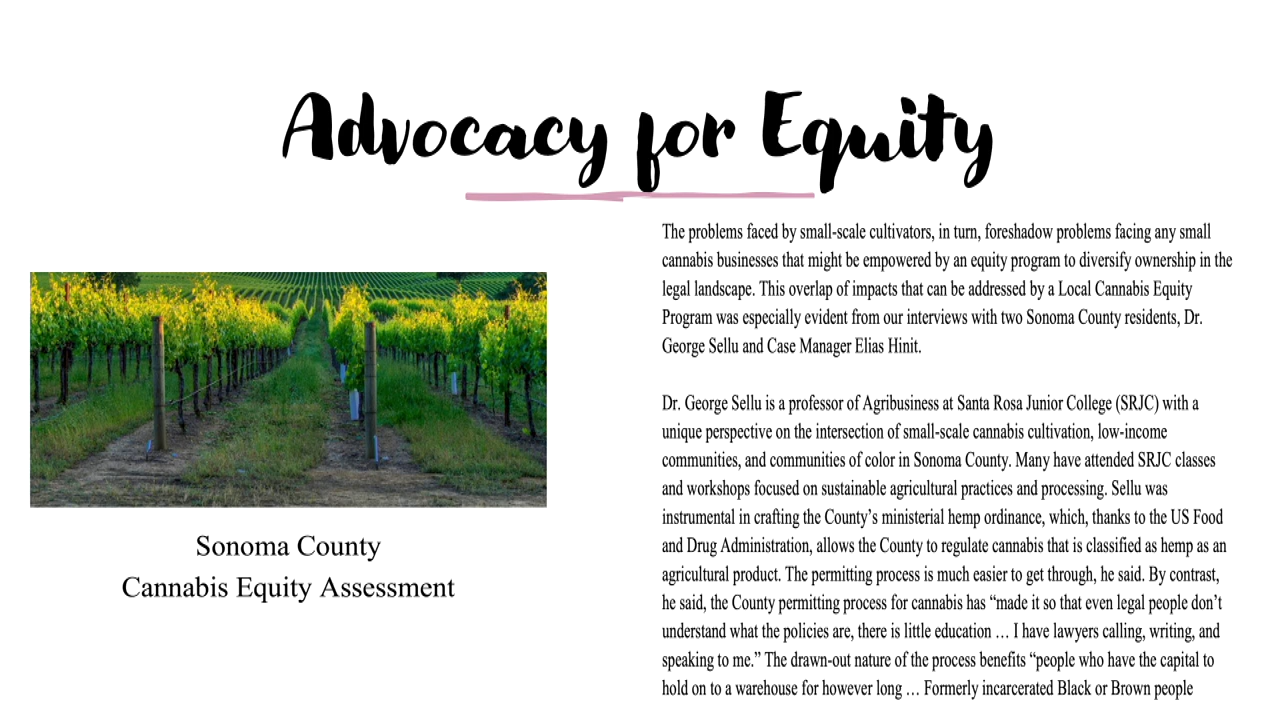 Advocacy for Equity
Sonoma County
Cannabis Equity Assessment
The problems faced by small-scale cultivators, in turn, foreshadow problems facing any small
cannabis businesses that might be empowered by an equity program to diversify ownership in the
legal landscape. This overlap of impacts that can be addressed by a Local Cannabis Equity
Program was especially evident from our interviews with two Sonoma County residents, Dr.
George Sellu and Case Manager Elias Hinit.
Dr. George Sellu is a professor of Agribusiness at Santa Rosa Junior College (SRJC) with a
unique perspective on the intersection of small-scale cannabis cultivation, low-income
communities, and communities of color in Sonoma County. Many have attended SRJC classes
and workshops focused on sustainable agricultural practices and processing. Sellu was
instrumental in crafting the County’s ministerial hemp ordinance, which, thanks to the US Food
and Drug Administration, allows the County to regulate cannabis that is classified as hemp as an
agricultural product. The permitting process is much easier to get through, he said. By contrast,
he said, the County permitting process for cannabis has “made it so that even legal people don’t
understand what the policies are, there is little education … I have lawyers calling, writing, and
speaking to me.” The drawn-out nature of the process benefits “people who have the capital to
hold on to a warehouse for however long … Formerly incarcerated Black or Brown people